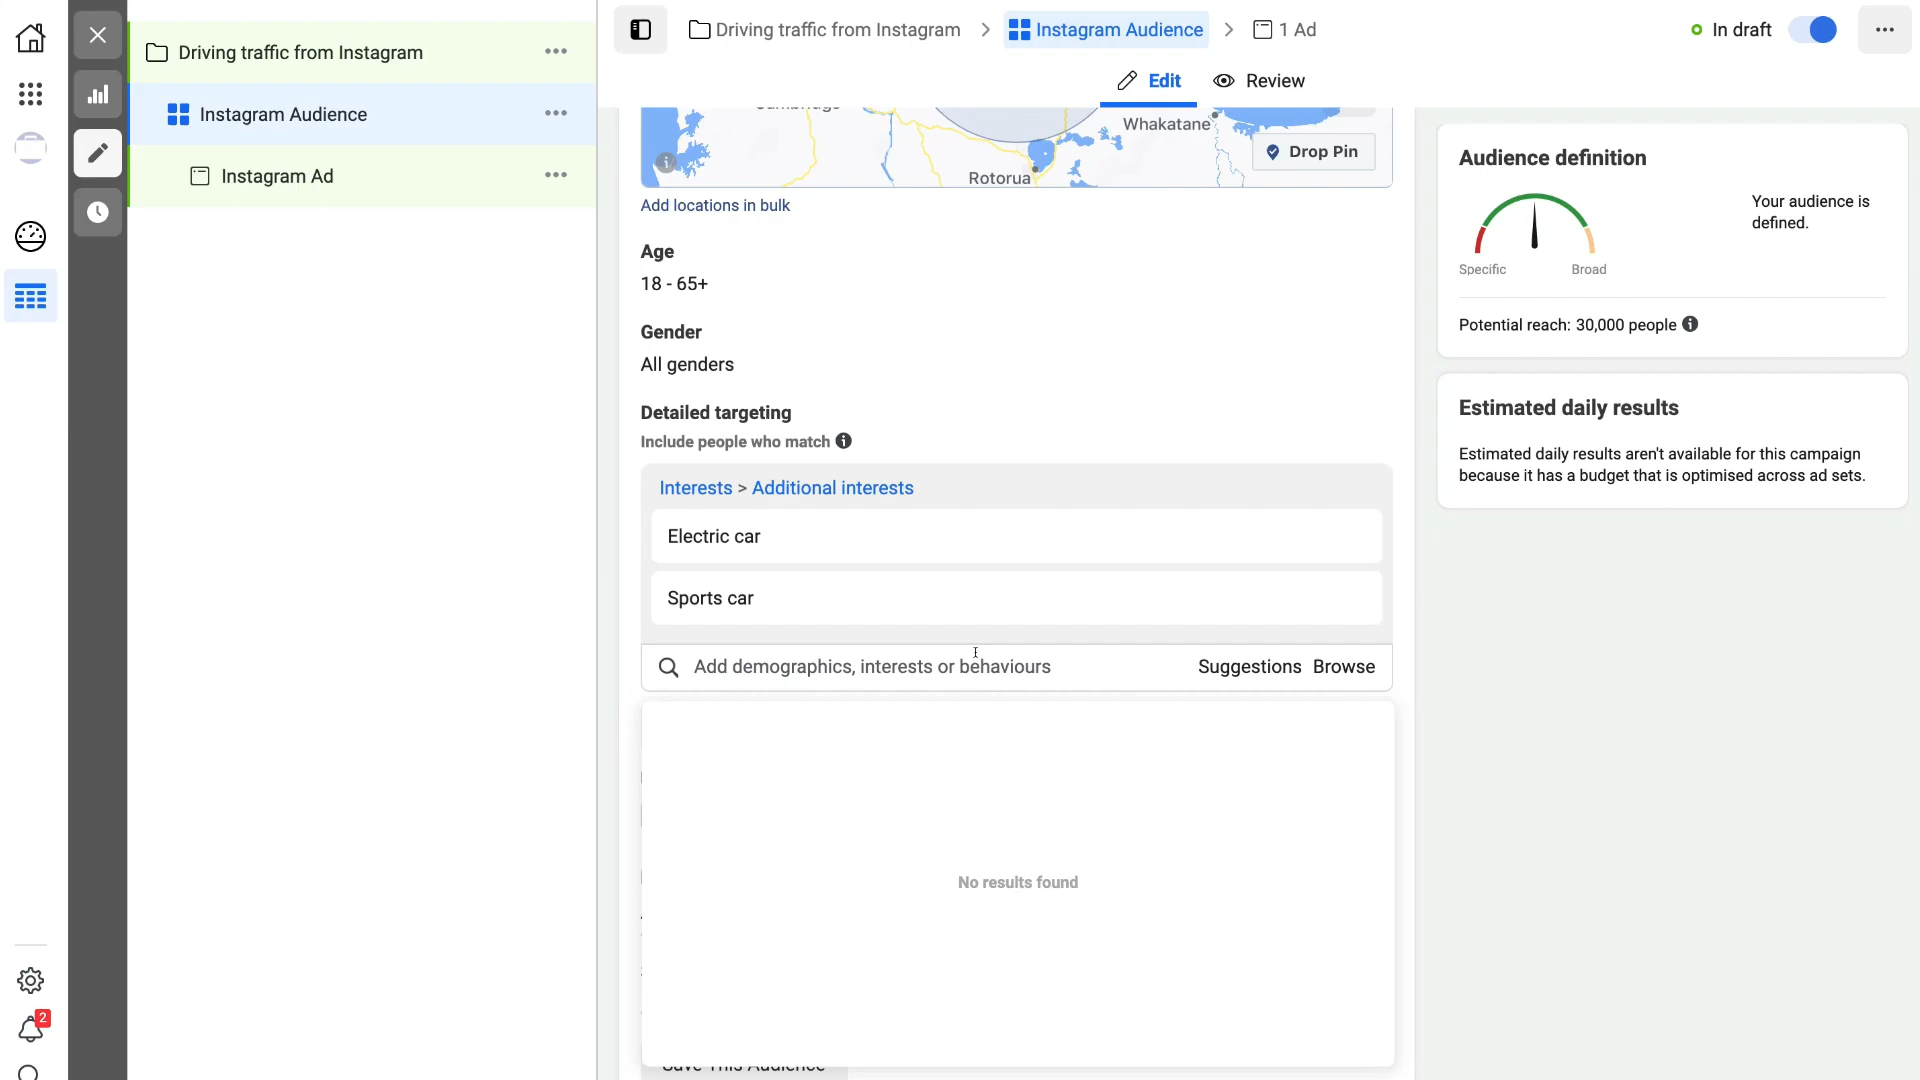 Driving traffic from Instagram
Instagram Audience
1 Ad
In draft
Driving traffic from Instagram
Instagram Audience
Instagram Ad
Edit
Review
Whakatane
Drop Pin
Rotorua
Add locations in bulk
Age
18 - 65+
Gender
All genders
Detailed targeting
Include people who match
Interests > Additional interests
Electric car
Sports car
Add demographics, interests or behaviours
Suggestions Browse
No results found
Save This Audience
Audience definition
Your audience is
defined.
Specific
Broad
Potential reach: 30,000 people
Estimated daily results
Estimated daily results aren't available for this campaign
because it has a budget that is optimised across ad sets.
2